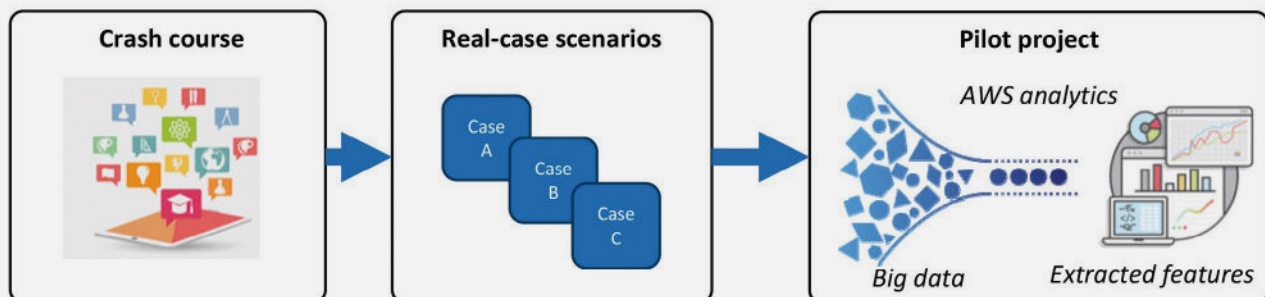 Crash course
Real-case scenarios
Case
A
Case
B
Case
C
Pilot project
AWS analytics
Big data
Extracted features